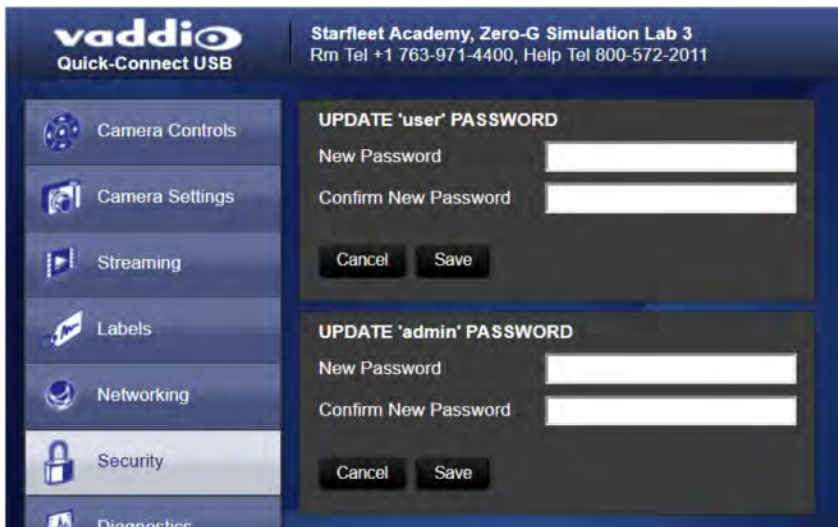 vaddio
Quick-Connect USB
Starfleet Academy, Zero-G Simulation Lab 3
Rm Tel +1 763-971-4400, Help Tel 800-572-2011
Camera Controls
Camera Settings
Streaming
Labels
Networking
Security
Diagnostics
UPDATE 'user' PASSWORD
New Password
Confirm New Password
Cancel Save
UPDATE 'admin' PASSWORD
New Password
Confirm New Password
Cancel Save